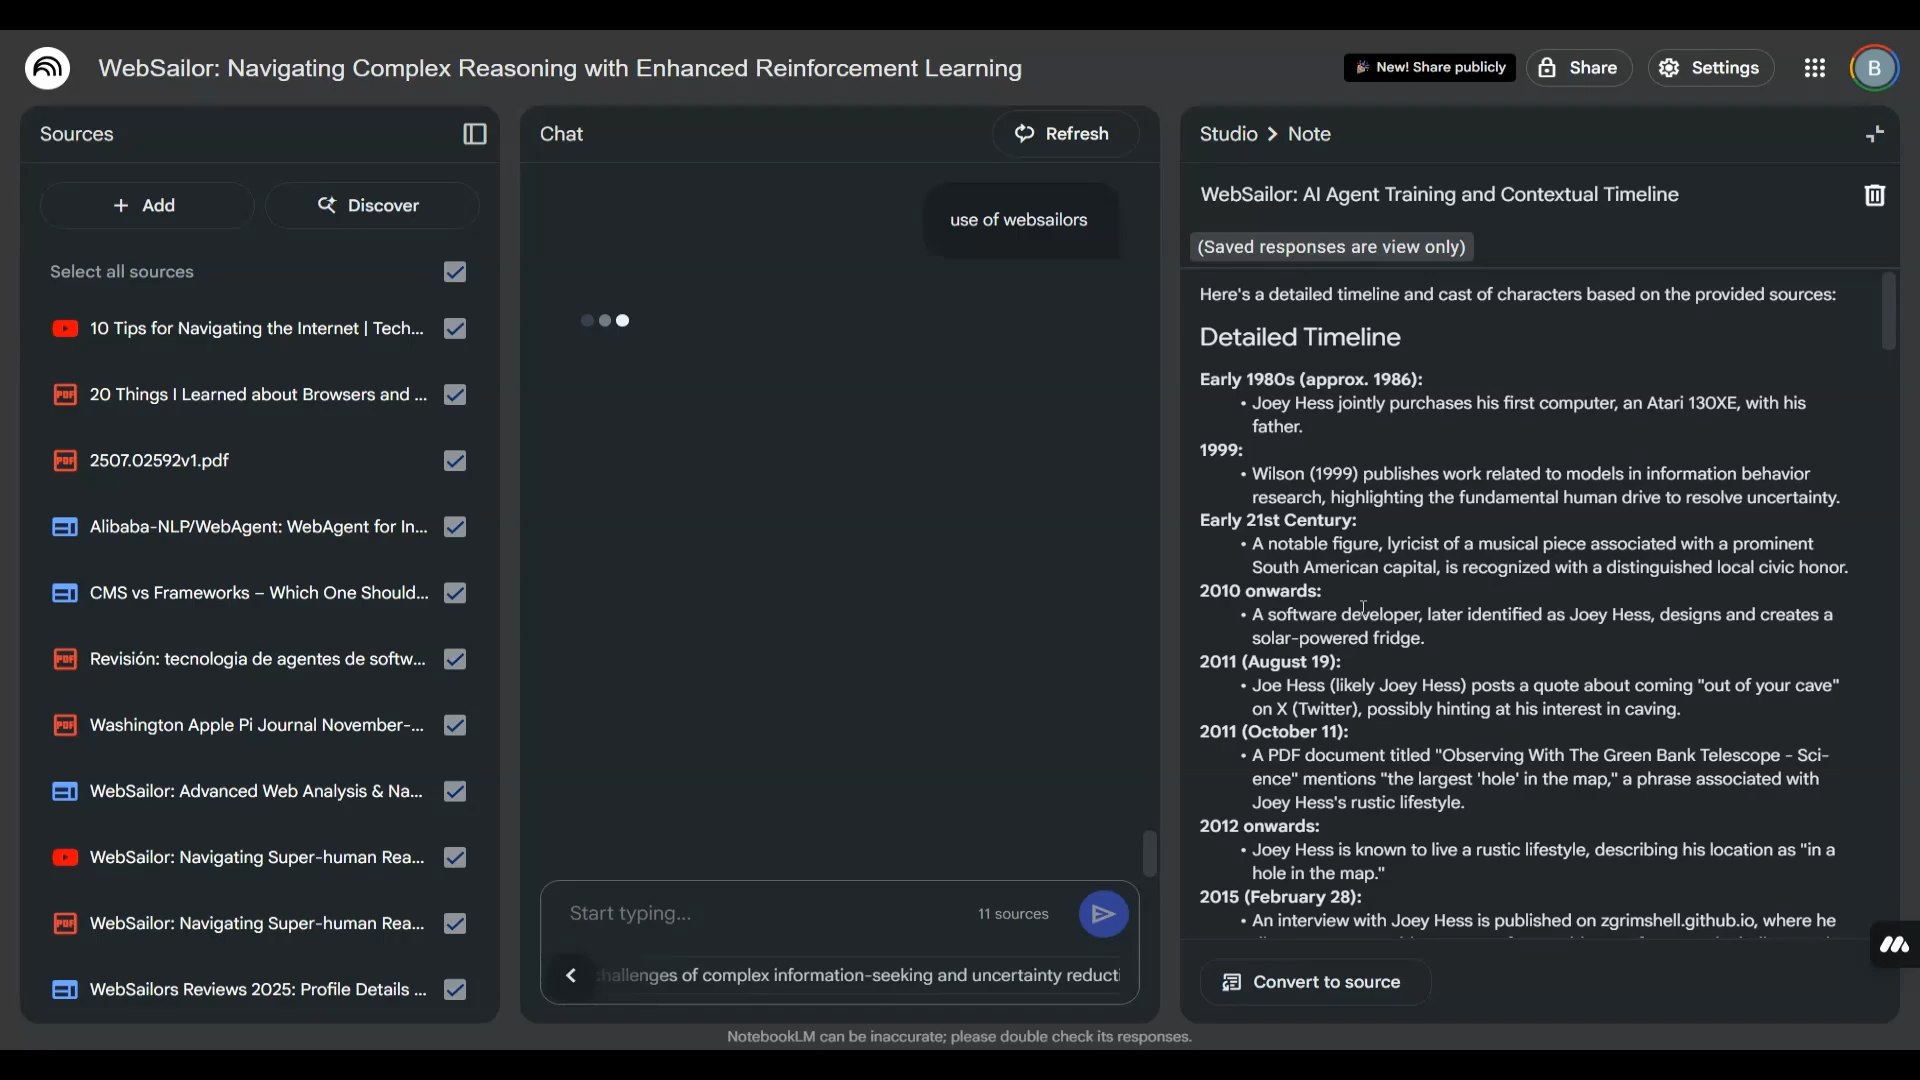 WebSailor: Navigating Complex Reasoning with Enhanced Reinforcement Learning
New! Share publicly
Share
Settings
B
Sources
Add
Discover
Select all sources
10 Tips for Navigating the Internet | Tech...
20 Things I Learned about Browsers and ...
2507.02592v1.pdf
Alibaba-NLP/WebAgent: WebAgent for In...
CMS vs Frameworks – Which One Should...
Revisión: tecnologia de agentes de softw...
Washington Apple Pi Journal November-...
WebSailor: Advanced Web Analysis & Na...
WebSailor: Navigating Super-human Rea...
WebSailor: Navigating Super-human Rea...
WebSailors Reviews 2025: Profile Details ...
Chat
Refresh
use of websailors
Start typing...
11 sources
challenges of complex information-seeking and uncertainty reducti
Studio > Note
WebSailor: AI Agent Training and Contextual Timeline
(Saved responses are view only)
Here's a detailed timeline and cast of characters based on the provided sources:
Detailed Timeline
Early 1980s (approx. 1986):
• Joey Hess jointly purchases his first computer, an Atari 130XE, with his
father.
1999:
• Wilson (1999) publishes work related to models in information behavior
research, highlighting the fundamental human drive to resolve uncertainty.
Early 21st Century:
• A notable figure, lyricist of a musical piece associated with a prominent
South American capital, is recognized with a distinguished local civic honor.
2010 onwards:
• A software developer, later identified as Joey Hess, designs and creates a
solar-powered fridge.
2011 (August 19):
• Joe Hess (likely Joey Hess) posts a quote about coming "out of your cave"
on X (Twitter), possibly hinting at his interest in caving.
2011 (October 11):
• A PDF document titled "Observing With The Green Bank Telescope - Sci-
ence" mentions "the largest 'hole' in the map," a phrase associated with
Joey Hess's rustic lifestyle.
2012 onwards:
• Joey Hess is known to live a rustic lifestyle, describing his location as "in a
hole in the map."
2015 (February 28):
• An interview with Joey Hess is published on zgrimshell.github.io, where he
Convert to source
NotebookLM can be inaccurate; please double check its responses.